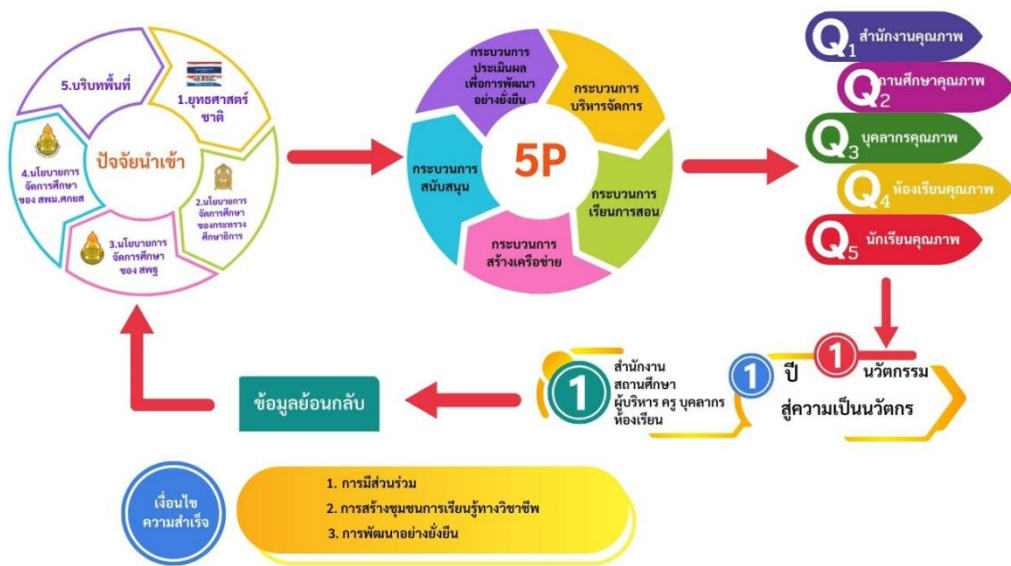 ปัจจัยนำเข้า
1.ยุทธศาสตร์
ชาติ
2.นโยบายการ
จัดการศึกษา
ของกระทรวง
ศึกษาธิการ
3.นโยบายการ
จัดการศึกษา
ของ สพฐ
4.นโยบายการ
จัดการศึกษา
ของ สพม.ศกยส
5.บริบทพื้นที่
5P
กระบวนการ
บริหารจัดการ
กระบวนการ
เรียนการสอน
กระบวนการ
สร้างเครือข่าย
กระบวนการ
สนับสนุน
กระบวนการ
ประเมินผล
เพื่อการพัฒนา
อย่างยั่งยืน
Q1 สำนักงานคุณภาพ
Q2 สถานศึกษาคุณภาพ
Q3 บุคลากรคุณภาพ
Q4 ห้องเรียนคุณภาพ
Q5 นักเรียนคุณภาพ
1
สำนักงาน
สถานศึกษา
ผู้บริหาร ครู บุคลากร
ห้องเรียน
1 ปี
1 นวัตกรรม
สู่ความเป็นนวัตกร
ข้อมูลย้อนกลับ
เงื่อนไข
ความสำเร็จ
1. การมีส่วนร่วม
2. การสร้างชุมชนการเรียนรู้ทางวิชาชีพ
3. การพัฒนาอย่างยั่งยืน